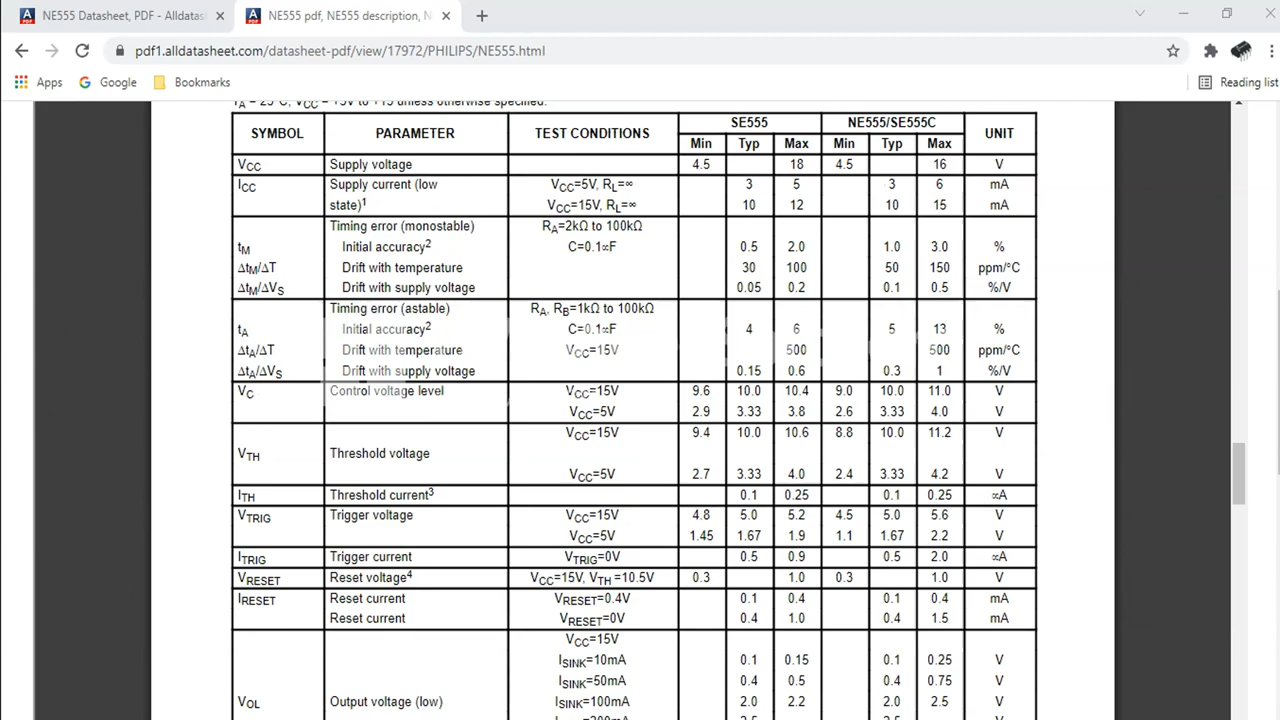 NE555 Datasheet, PDF - Alldatas
NE555 pdf, NE555 description, N
pdf1.alldatasheet.com/datasheet-pdf/view/17972/PHILIPS/NE555.html
Apps Google Bookmarks Reading list
TA = 25°C, VCC = +5V to +15 unless otherwise specified.
SYMBOL PARAMETER TEST CONDITIONS SE555 NE555/SE555C UNIT
Min Typ Max Min Typ Max
VCC Supply voltage 4.5 18 4.5 16 V
ICC Supply current (low VCC=5V, RL=∞ 3 5 3 6 mA
state)1 VCC=15V, RL=∞ 10 12 10 15 mA
Timing error (monostable) RA=2kΩ to 100kΩ
tM Initial accuracy2 C=0.1∝F 0.5 2.0 1.0 3.0 %
ΔtM/ΔT Drift with temperature 30 100 50 150 ppm/°C
ΔtM/ΔVS Drift with supply voltage 0.05 0.2 0.1 0.5 %/V
Timing error (astable) RA, RB=1kΩ to 100kΩ
tA Initial accuracy2 C=0.1∝F 4 6 5 13 %
ΔtA/ΔT Drift with temperature VCC=15V 500 500 ppm/°C
ΔtA/ΔVS Drift with supply voltage 0.15 0.6 0.3 1 %/V
VC Control voltage level VCC=15V 9.6 10.0 10.4 9.0 10.0 11.0 V
VCC=5V 2.9 3.33 3.8 2.6 3.33 4.0 V
VCC=15V 9.4 10.0 10.6 8.8 10.0 11.2 V
VTH Threshold voltage
VCC=5V 2.7 3.33 4.0 2.4 3.33 4.2 V
ITH Threshold current3 0.1 0.25 0.1 0.25 ∝A
VTRIG Trigger voltage VCC=15V 4.8 5.0 5.2 4.5 5.0 5.6 V
VCC=5V 1.45 1.67 1.9 1.1 1.67 2.2 V
ITRIG Trigger current VTRIG=0V 0.5 0.9 0.5 2.0 ∝A
VRESET Reset voltage4 VCC=15V, VTH =10.5V 0.3 1.0 0.3 1.0 V
IRESET Reset current VRESET=0.4V 0.1 0.4 0.1 0.4 mA
Reset current VRESET=0V 0.4 1.0 0.4 1.5 mA
VCC=15V
ISINK=10mA 0.1 0.15 0.1 0.25 V
ISINK=50mA 0.4 0.5 0.4 0.75 V
VOL Output voltage (low) ISINK=100mA 2.0 2.2 2.0 2.5 V